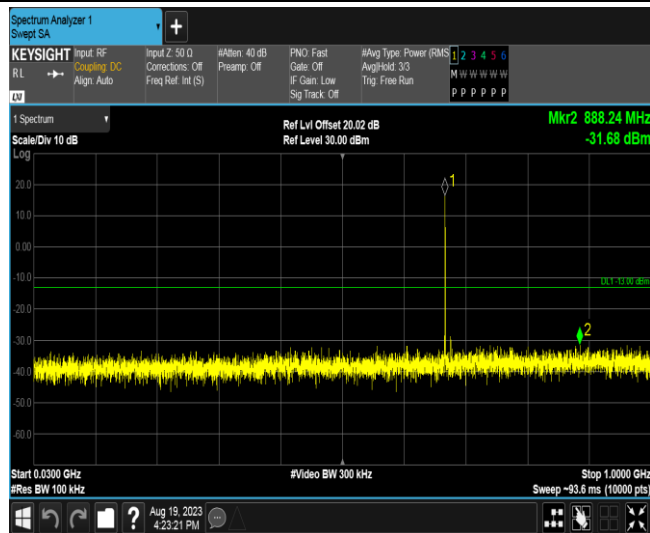 Spectrum Analyzer 1
Swept SA
KEYSIGHT
RL
Input: RF
Coupling: DC
Align: Auto
Input Z: 50 Ω
Corrections: Off
Freq Ref: Int (S)
#Atten: 40 dB
Preamp: Off
PNO: Fast
Gate: Off
IF Gain: Low
Sig Track: Off
#Avg Type: Power (RMS
Avg|Hold: 3/3
Trig: Free Run
1 2 3 4 5 6
M W W W W W
P P P P P P
1 Spectrum
Scale/Div 10 dB
Log
Ref Lvl Offset 20.02 dB
Ref Level 30.00 dBm
Mkr2 888.24 MHz
-31.68 dBm
20.0
10.0
0.00
-10.0
-20.0
-30.0
-40.0
-50.0
-60.0
1
DL1 -13.00 dBm
2
Start 0.0300 GHz
#Res BW 100 kHz
#Video BW 300 kHz
Stop 1.0000 GHz
Sweep ~93.6 ms (10000 pts)
?
Aug 19, 2023
4:23:21 PM